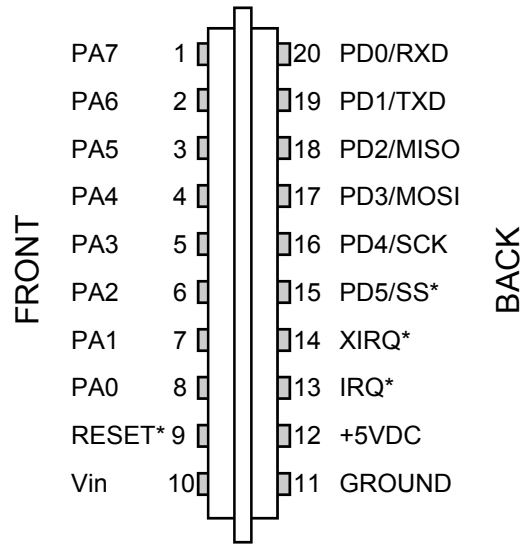 PA7 1 20 PD0/RXD
PA6 2 19 PD1/TXD
PA5 3 18 PD2/MISO
PA4 4 17 PD3/MOSI
PA3 5 16 PD4/SCK
PA2 6 15 PD5/SS*
PA1 7 14 XIRQ*
PA0 8 13 IRQ*
RESET* 9 12 +5VDC
Vin 10 11 GROUND
FRONT
BACK